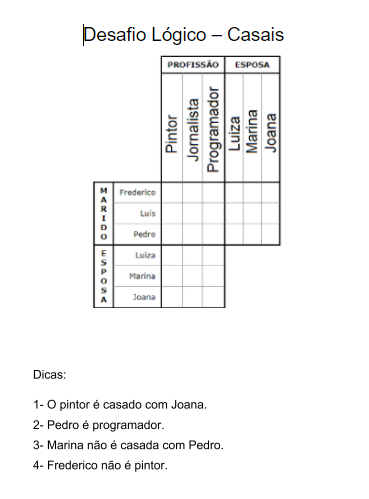 Desafio Lógico – Casais
PROFISSÃO ESPOSA
Pintor
Jornalista
Programador
Luiza
Marina
Joana
MARIDO
Frederico
Luís
Pedro
ESPOSA
Luiza
Marina
Joana
Dicas:
1- O pintor é casado com Joana.
2- Pedro é programador.
3- Marina não é casada com Pedro.
4- Frederico não é pintor.